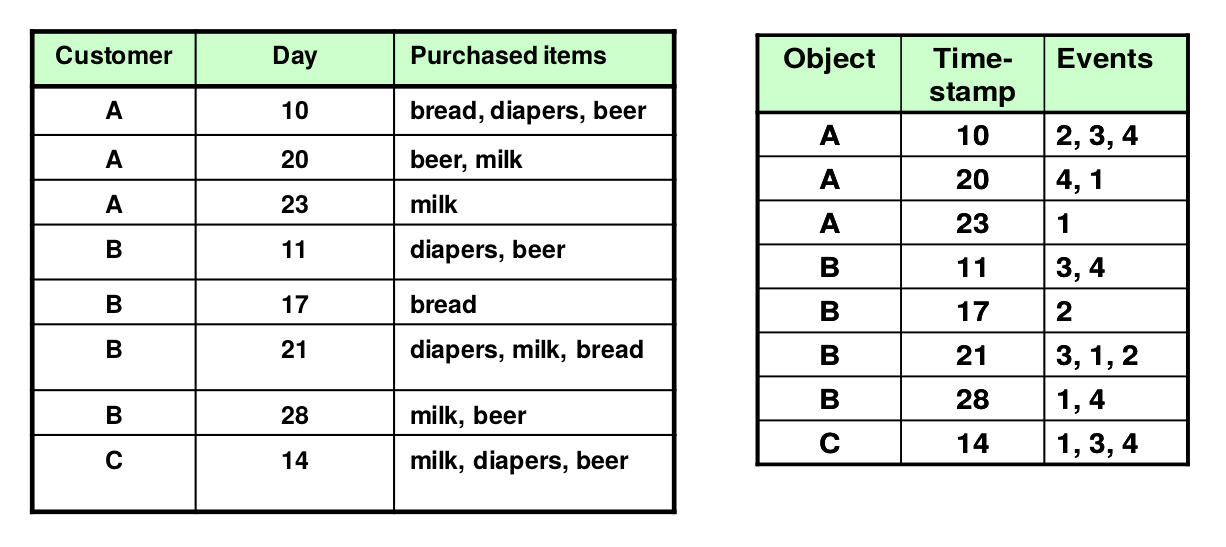 Customer Day Purchased items
A 10 bread, diapers, beer
A 20 beer, milk
A 23 milk
B 11 diapers, beer
B 17 bread
B 21 diapers, milk, bread
B 28 milk, beer
C 14 milk, diapers, beer
Object Time- Events
stamp
A 10 2, 3, 4
A 20 4, 1
A 23 1
B 11 3, 4
B 17 2
B 21 3, 1, 2
B 28 1, 4
C 14 1, 3, 4